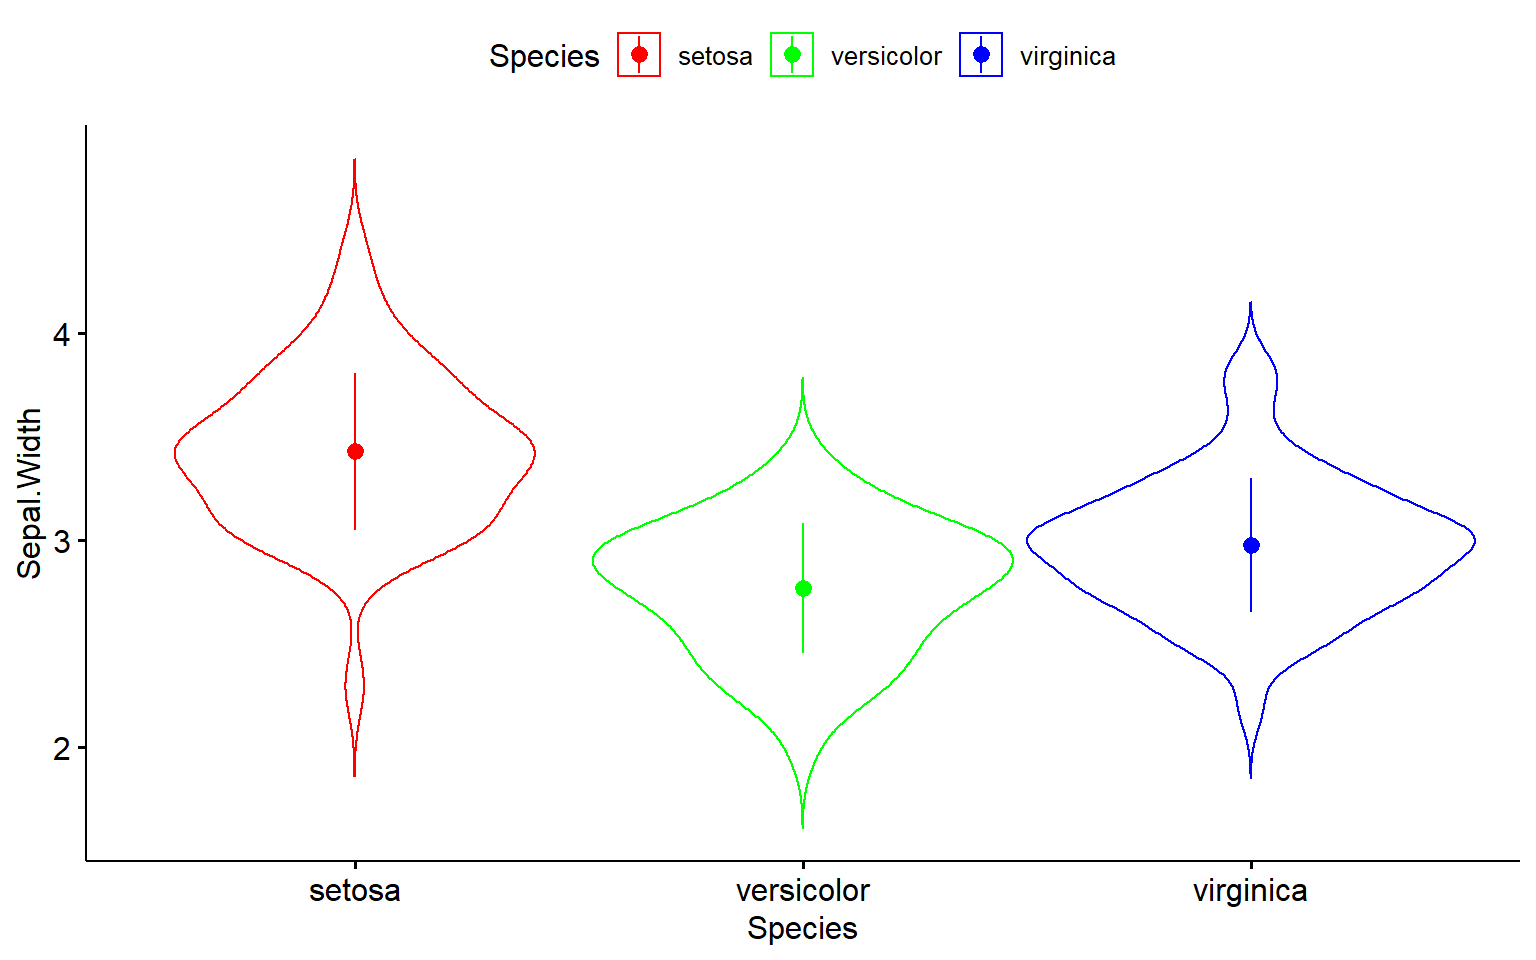 Species setosa versicolor virginica
4
3
2
Sepal.Width
setosa versicolor virginica
Species